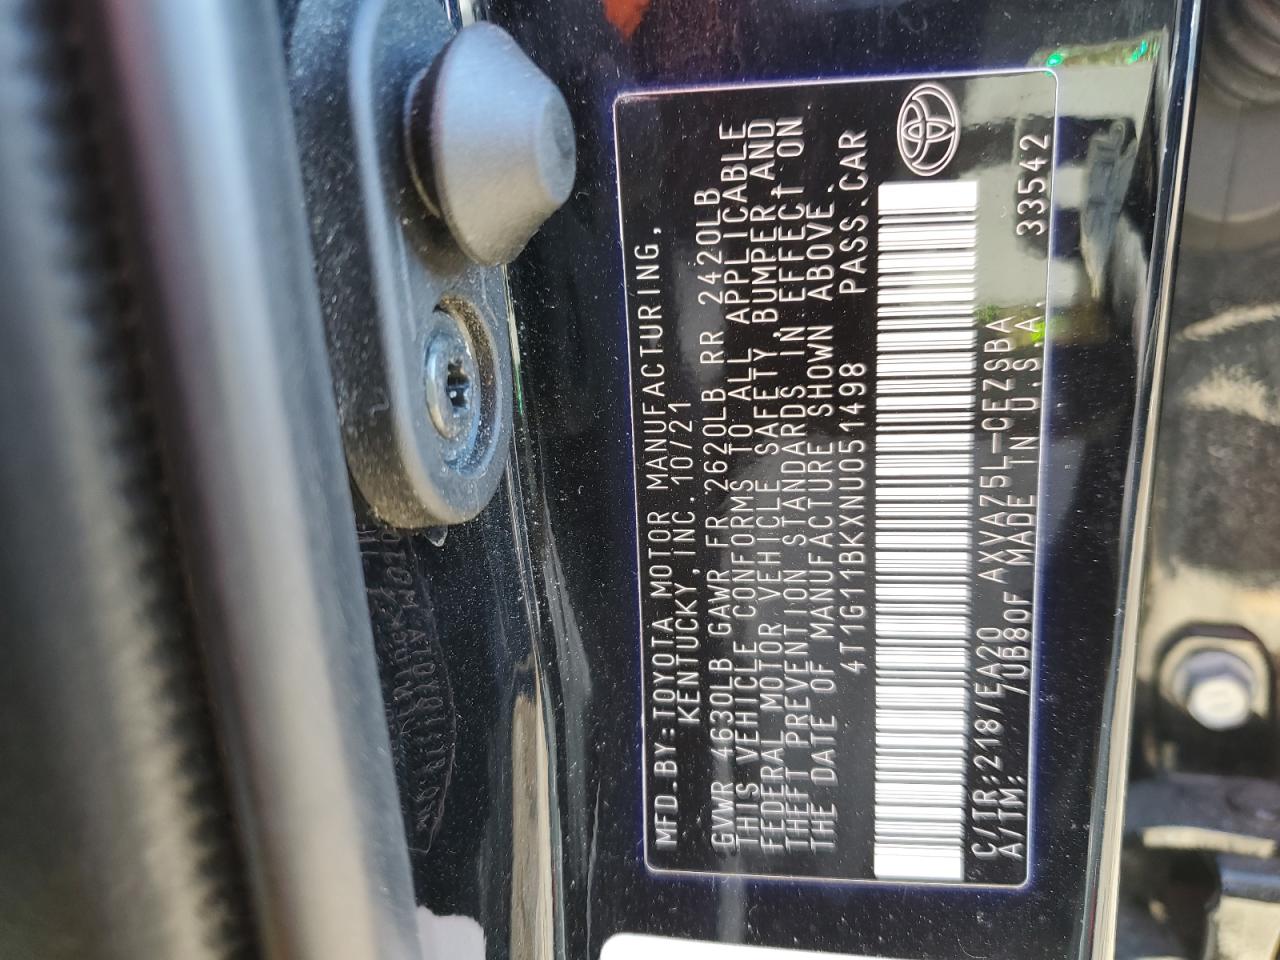 MFD.BY:TOYOTA MOTOR MANUFACTURING,
KENTUCKY,INC.10/21
GVWR 4630LB GAWR FR 2620LB RR 2420LB
THIS VEHICLE CONFORMS TO ALL APPLICABLE
FEDERAL MOTOR VEHICLE SAFETY,BUMPER,AND
THEFT PREVENTION STANDARDS IN EFFECT ON
THE DATE OF MANUFACTURE SHOWN ABOVE.
4T1G11BKXNU051498 PASS.CAR
C/TR:218/EA20 AXVA75L-CEZSBA
A/TM: /UB80F MADE IN U.S.A 33542